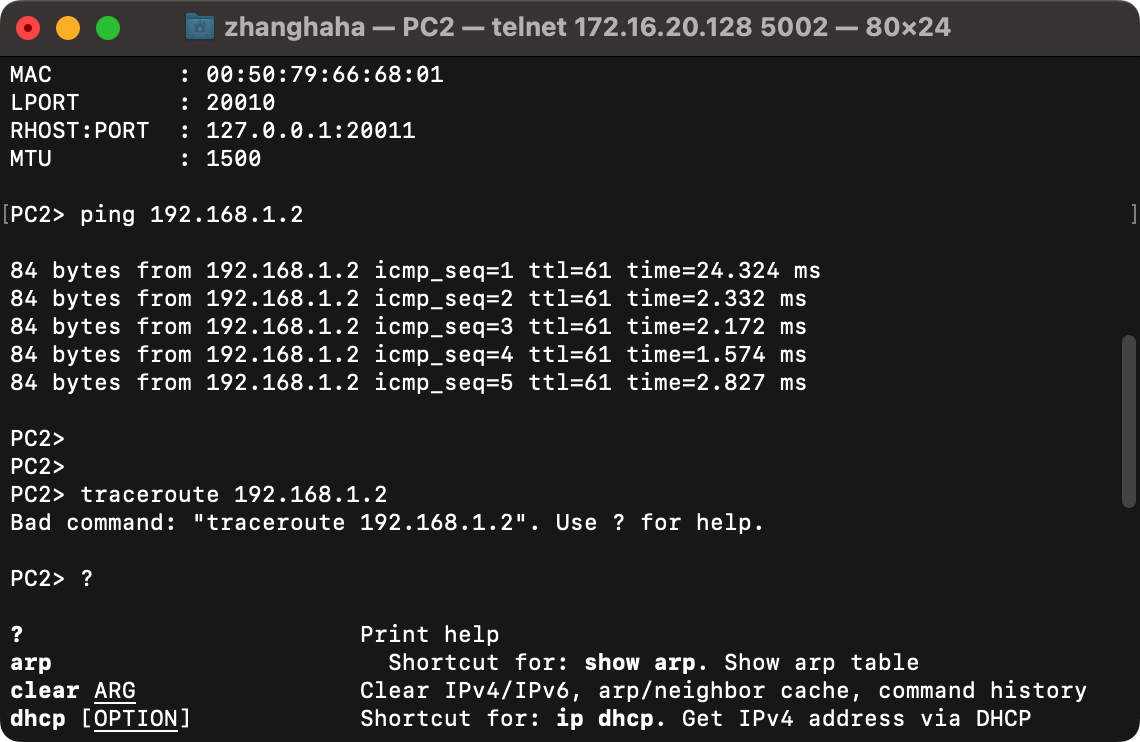 zhanghaha — PC2 — telnet 172.16.20.128 5002 — 80×24
MAC         : 00:50:79:66:68:01
LPORT       : 20010
RHOST:PORT  : 127.0.0.1:20011
MTU         : 1500
[PC2> ping 192.168.1.2 ]
84 bytes from 192.168.1.2 icmp_seq=1 ttl=61 time=24.324 ms
84 bytes from 192.168.1.2 icmp_seq=2 ttl=61 time=2.332 ms
84 bytes from 192.168.1.2 icmp_seq=3 ttl=61 time=2.172 ms
84 bytes from 192.168.1.2 icmp_seq=4 ttl=61 time=1.574 ms
84 bytes from 192.168.1.2 icmp_seq=5 ttl=61 time=2.827 ms
PC2>
PC2>
PC2> traceroute 192.168.1.2
Bad command: "traceroute 192.168.1.2". Use ? for help.
PC2> ?
?                        Print help
arp                        Shortcut for: show arp. Show arp table
clear ARG                Clear IPv4/IPv6, arp/neighbor cache, command history
dhcp [OPTION]            Shortcut for: ip dhcp. Get IPv4 address via DHCP